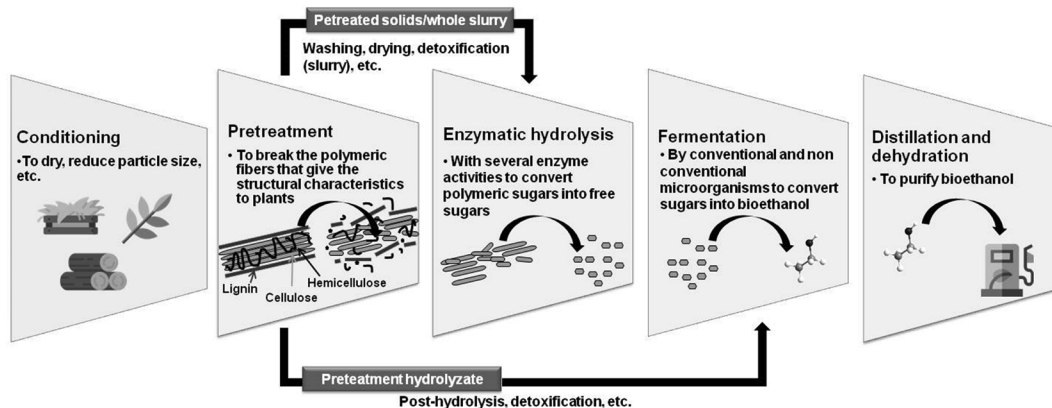 Petreated solids/whole slurry
Washing, drying, detoxification
(slurry), etc.
Conditioning
•To dry, reduce particle size,
etc.
Pretreatment
• To break the polymeric
fibers that give the
structural characteristics
to plants
Lignin
Cellulose
Hemicellulose
Enzymatic hydrolysis
• With several enzyme
activities to convert
polymeric sugars into free
sugars
Fermentation
• By conventional and non
conventional
microorganisms to convert
sugars into bioethanol
Distillation and
dehydration
• To purify bioethanol
Pretreatment hydrolyzate
Post-hydrolysis, detoxification, etc.